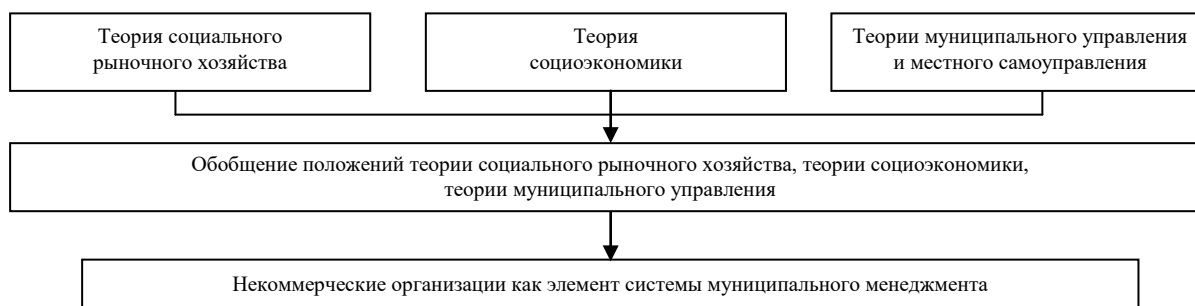 Теория социального
рыночного хозяйства
Теория
социоэкономики
Теории муниципального управления
и местного самоуправления
Обобщение положений теории социального рыночного хозяйства, теории социоэкономики,
теории муниципального управления
Некоммерческие организации как элемент системы муниципального менеджмента